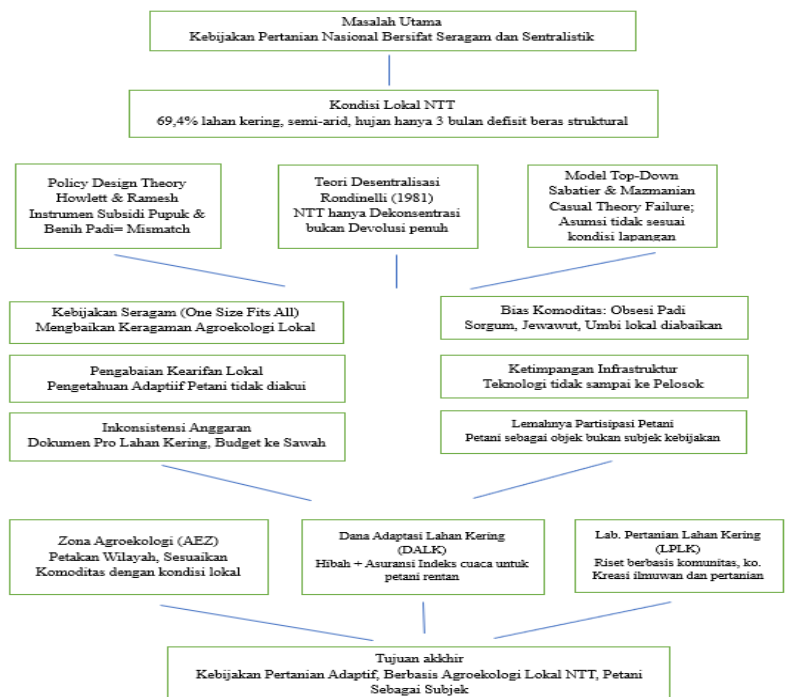 Masalah Utama
Kebijakan Pertanian Nasional Bersifat Seragam dan Sentralistik
Kondisi Lokal NTT
69,4% lahan kering, semi-arid, hujan hanya 3 bulan defisit beras struktural
Policy Design Theory
Howlett & Ramesh
Instrumen Subsidi Pupuk &
Benih Padi= Mismatch
Teori Desentralisasi
Rondinelli (1981)
NTT hanya Dekonsentrasi
bukan Devolusi penuh
Model Top-Down
Sabatier & Mazmanian
Casual Theory Failure;
Asumsi tidak sesuai
kondisi lapangan
Kebijakan Seragam (One Size Fits All)
Mengbaikan Keragaman Agroekologi Lokal
Bias Komoditas: Obsesi Padi
Sorgum, Jewawut, Umbi lokal diabaikan
Pengabaian Kearifan Lokal
Pengetahuan Adaptiif Petani tidak diakui
Ketimpangan Infrastruktur
Teknologi tidak sampai ke Pelosok
Inkonsistensi Anggaran
Dokumen Pro Lahan Kering, Budget ke Sawah
Lemahnya Partisipasi Petani
Petani sebagai objek bukan subjek kebijakan
Zona Agroekologi (AEZ)
Petakan Wilayah, Sesuaikan
Komoditas dengan kondisi lokal
Dana Adaptasi Lahan Kering
(DALK)
Hibah + Asuransi Indeks cuaca untuk
petani rentan
Lab. Pertanian Lahan Kering
(LPLK)
Riset berbasis komunitas, ko.
Kreasi ilmuwan dan pertanian
Tujuan akkhir
Kebijakan Pertanian Adaptif, Berbasis Agroekologi Lokal NTT, Petani
Sebagai Subjek